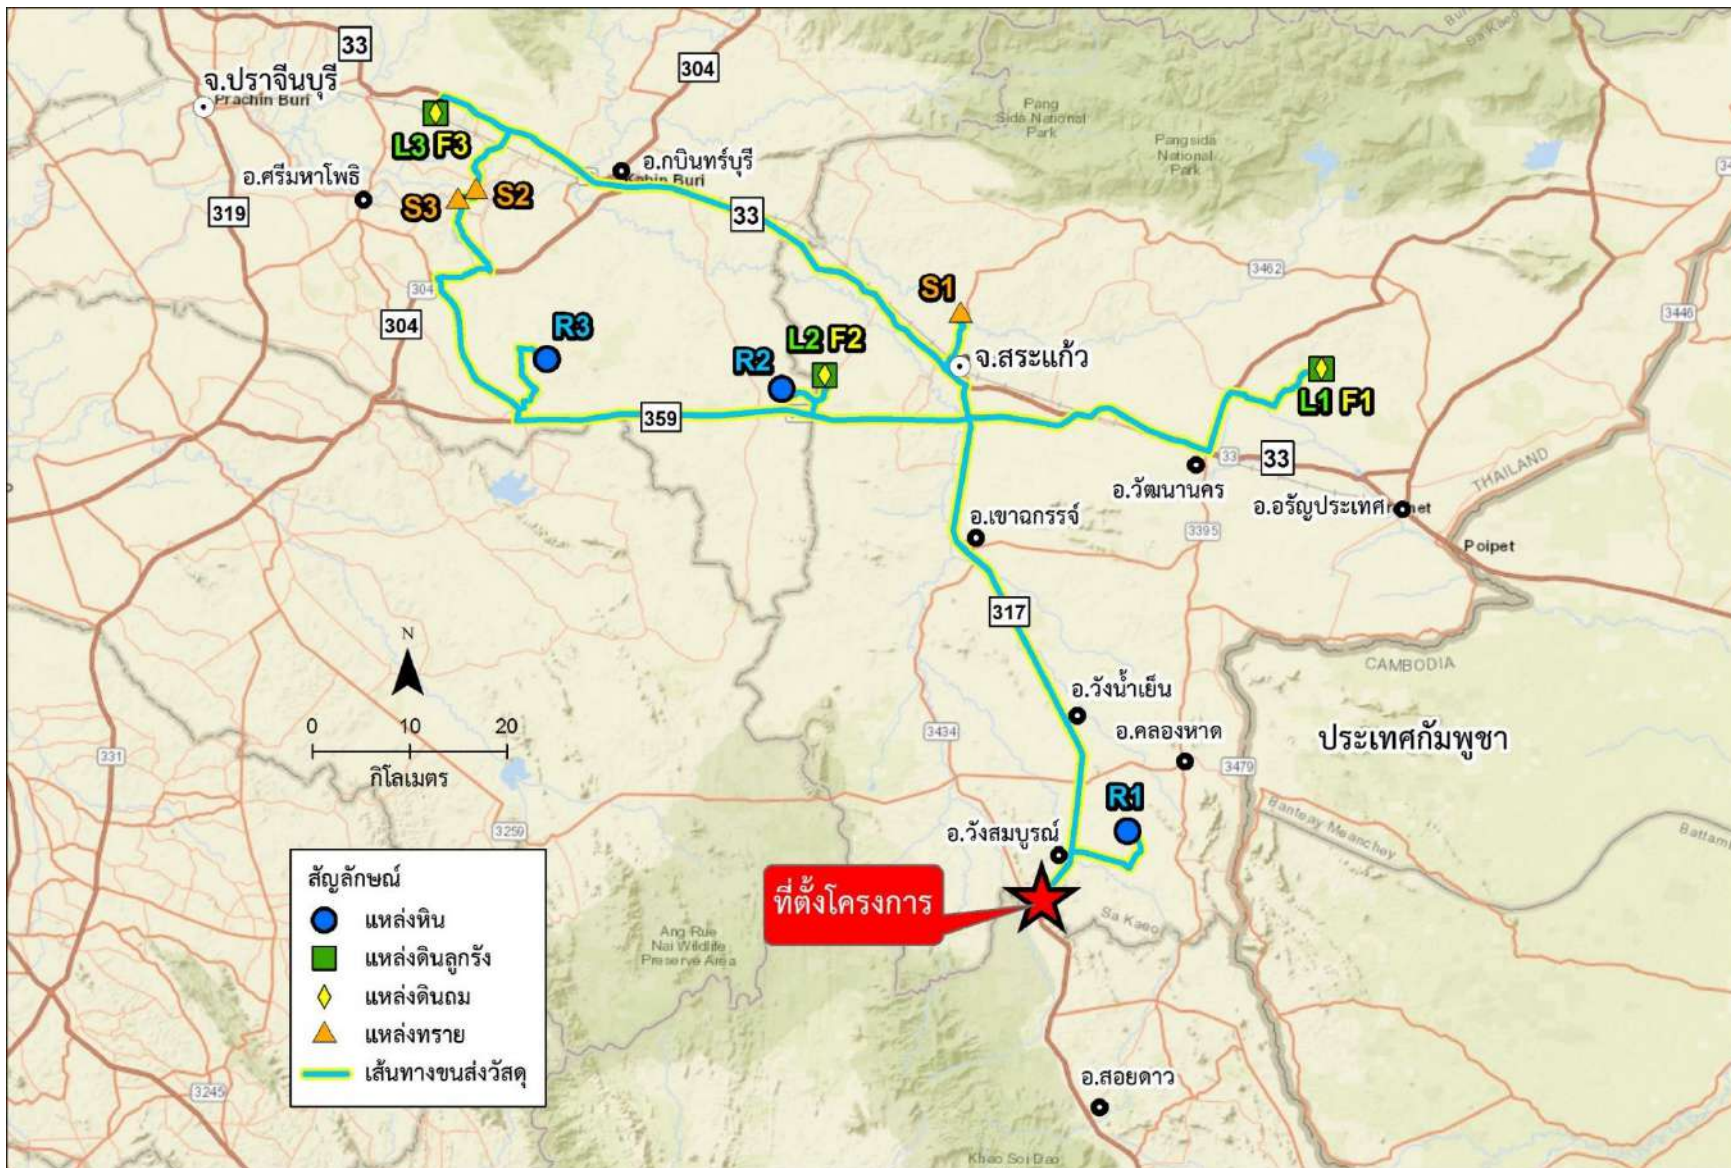 33
จ.ปราจีนบุรี
Prachin Buri
304
Buri
Sa Kaeo
Pang
Sida National
Park
Pangsida
National
Park
L3 F3
อ.กบินทร์บุรี
Kabin Buri
อ.ศรีมหาโพธิ
S3
S2
319
33
3462
304
S1
3446
304
R3
L2 F2
R2
จ.สระแก้ว
L1 F1
359
33
33
THAILAND
อ.วัฒนานคร
อ.อรัญประเทศ
อ.เขาฉกรรจ์
3395
Poipet
317
N
CAMBODIA
0 10 20
กิโลเมตร
อ.วังน้ำเย็น
3434
อ.คลองหาด
ประเทศกัมพูชา
331
3479
R1
Banteay Meanchey
3259
อ.วังสมบูรณ์
ที่ตั้งโครงการ
Sa Kaeo
Ang Rue
Nai Wildlife
Preserve Area
สัญลักษณ์
แหล่งหิน
แหล่งดินลูกรัง
แหล่งดินถม
แหล่งทราย
เส้นทางขนส่งวัสดุ
3245
อ.สอยดาว
Khao Soi Dao